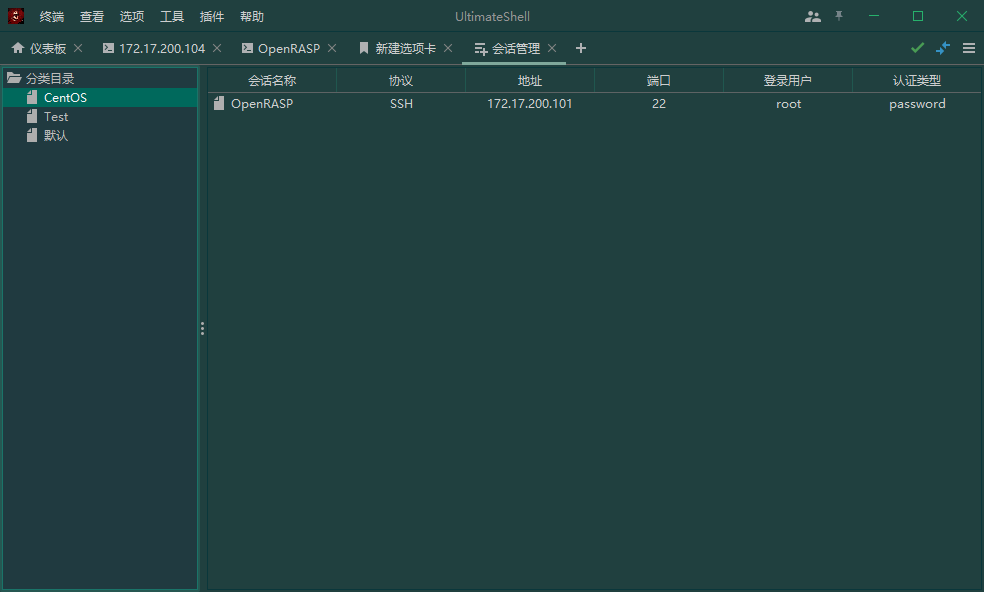 终端 查看 选项 工具 插件 帮助 UltimateShell
仪表板 172.17.200.104 OpenRASP 新建选项卡 会话管理
分类目录
CentOS
Test
默认
会话名称 协议 地址 端口 登录用户 认证类型
OpenRASP SSH 172.17.200.101 22 root password